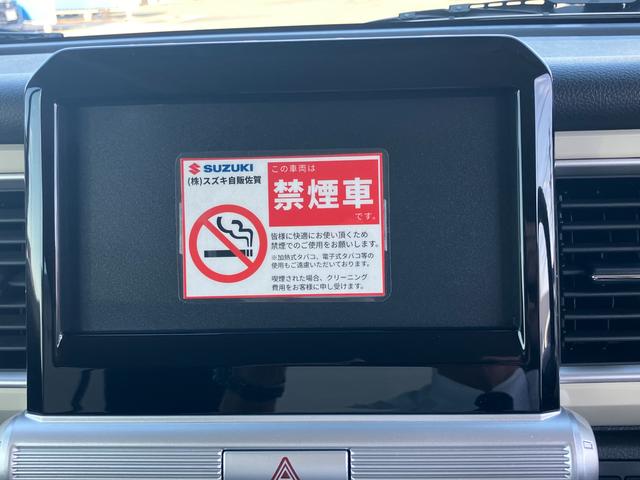 SUZUKI
(株)スズキ自販佐賀
この車両は
禁煙車
です。
皆様に快適にお使い頂くため
禁煙でのご使用をお願いします。
※加熱式タバコ、電子式タバコ等の
使用もご遠慮いただいております。
喫煙された場合、クリーニング
費用をお客様に申し受けます。